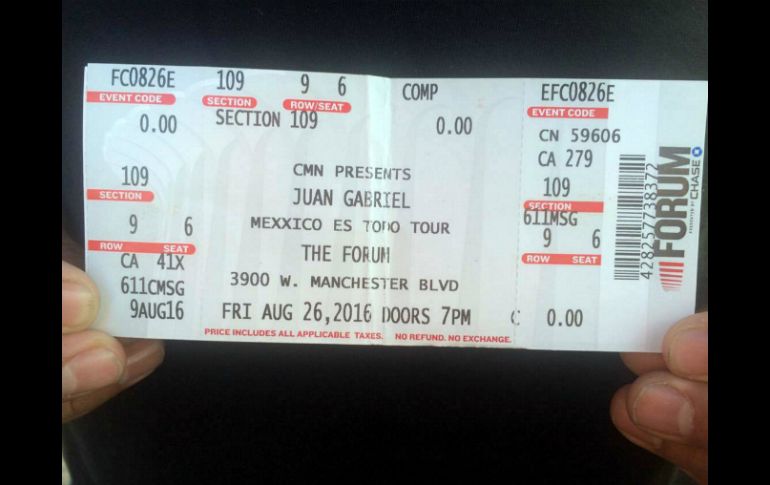 FC0826E 109 9 6 COMP EFC0826E
EVENT CODE SECTION ROW/SEAT EVENT CODE
0.00 SECTION 109 0.00 CN 59606
CA 279
109 CMN PRESENTS 109
SECTION JUAN GABRIEL SECTION
611MSG
9 6 MEXXICO ES TODO TOUR 9 6
ROW SEAT THE FORUM ROW SEAT
CA 41X
611CMSG 3900 W. MANCHESTER BLVD
9AUG16 FRI AUG 26,2016 DOORS 7PM C 0.00
PRICE INCLUDES ALL APPLICABLE TAXES. NO REFUND. NO EXCHANGE.
428257738372
FORUM
PRESENTED BY CHASE